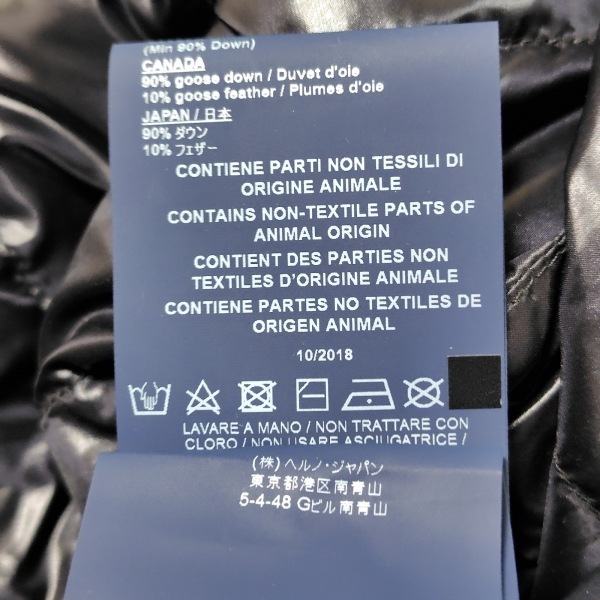 (Min 90% Down)
CANADA
90% goose down / Duvet d'oie
10% goose feather / Plumes d'oie
JAPAN / 日本
90% ダウン
10% フェザー
CONTIENE PARTI NON TESSILI DI
ORIGINE ANIMALE
CONTAINS NON-TEXTILE PARTS OF
ANIMAL ORIGIN
CONTIENT DES PARTIES NON
TEXTILES D'ORIGINE ANIMALE
CONTIENE PARTES NO TEXTILES DE
ORIGEN ANIMAL
10/2018
LAVARE A MANO / NON TRATTARE CON
CLORO / NON USARE ASCIUGATRICE /
(株) ヘルノ・ジャパン
東京都港区南青山
5-4-48 Gビル南青山